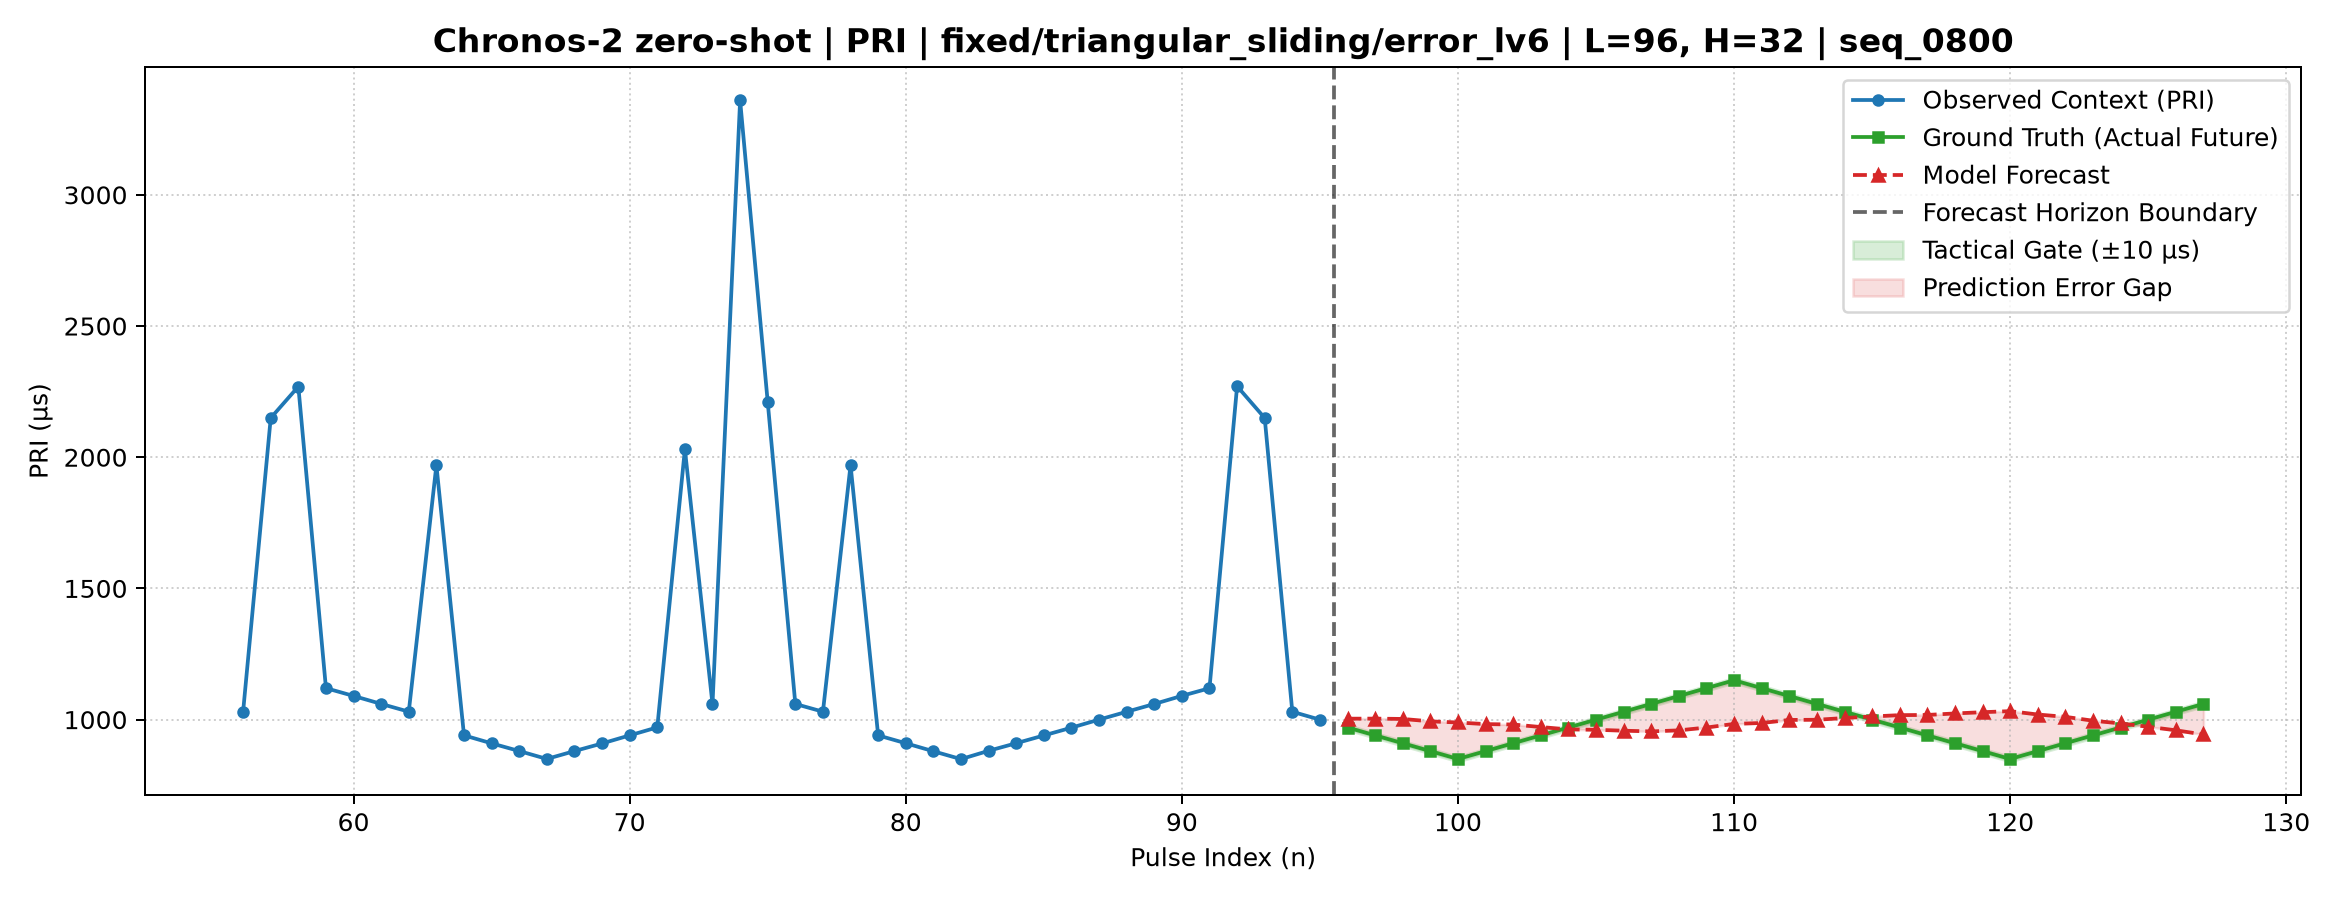 Chronos-2 zero-shot | PRI | fixed/triangular_sliding/error_lv6 | L=96, H=32 | seq_0800
Observed Context (PRI)
Ground Truth (Actual Future)
Model Forecast
Forecast Horizon Boundary
Tactical Gate (±10 µs)
Prediction Error Gap
PRI (µs)
3000
2500
2000
1500
1000
60 70 80 90 100 110 120 130
Pulse Index (n)